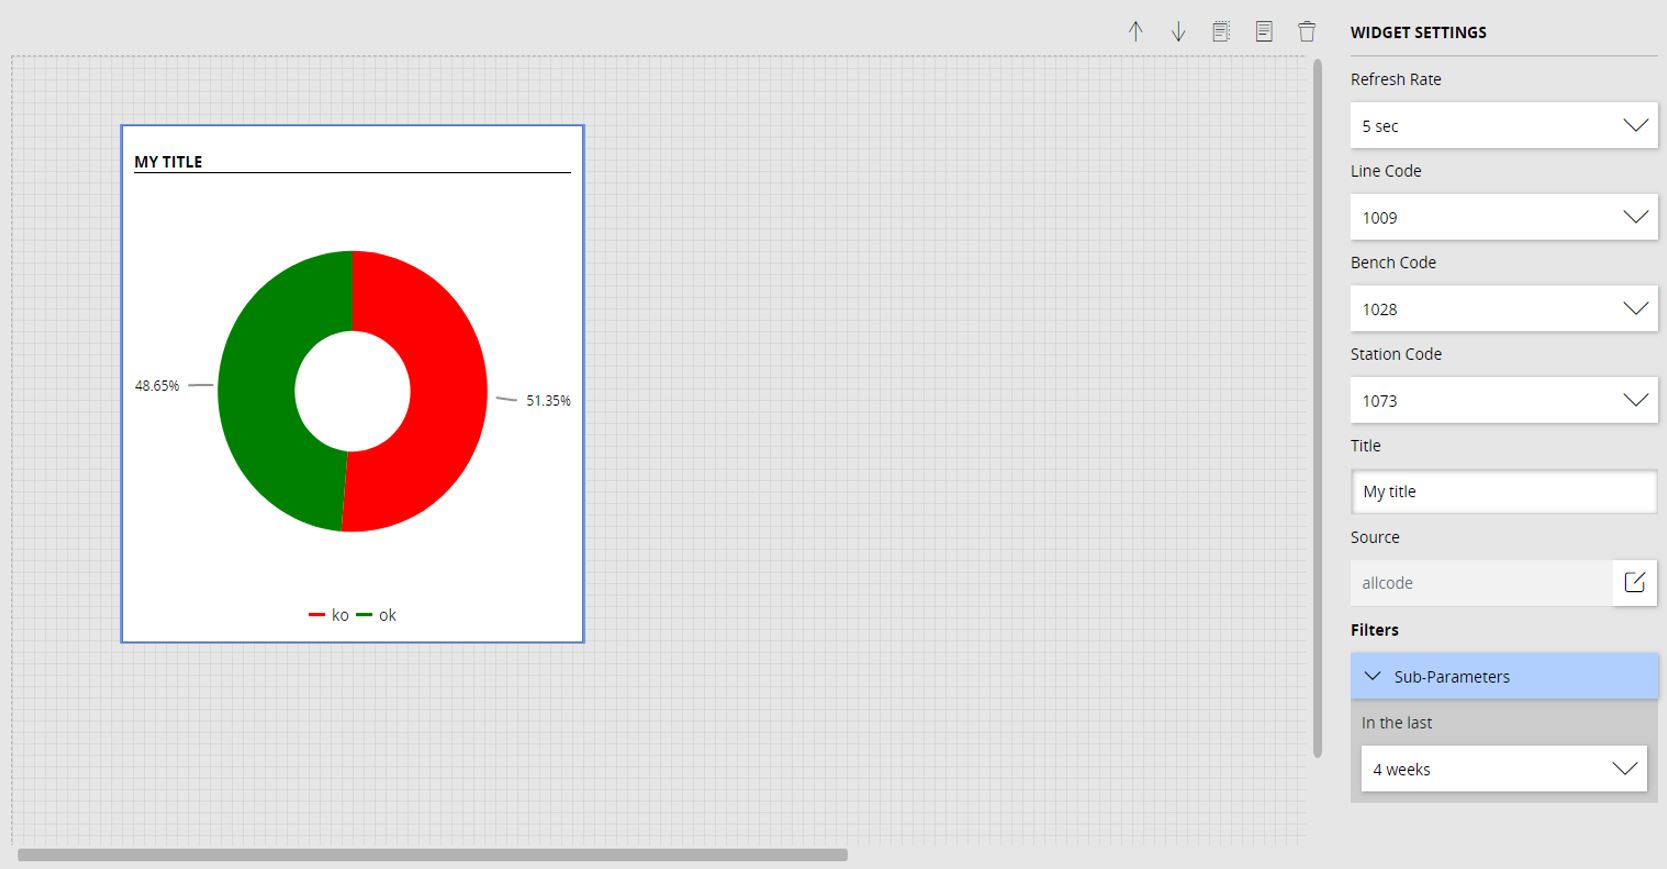 MY TITLE
48.65%
51.35%
ko ok
WIDGET SETTINGS
Refresh Rate
5 sec
Line Code
1009
Bench Code
1028
Station Code
1073
Title
My title
Source
allcode
Filters
Sub-Parameters
In the last
4 weeks